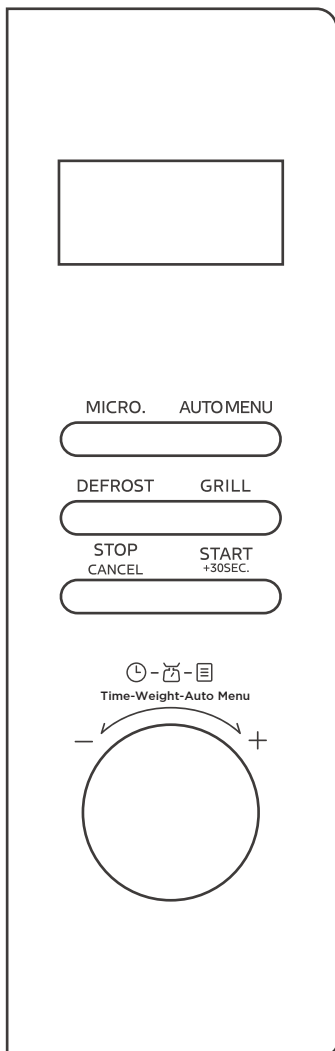 MICRO. AUTO MENU
DEFROST GRILL
STOP START
CANCEL +30SEC.
Time-Weight-Auto Menu
− +